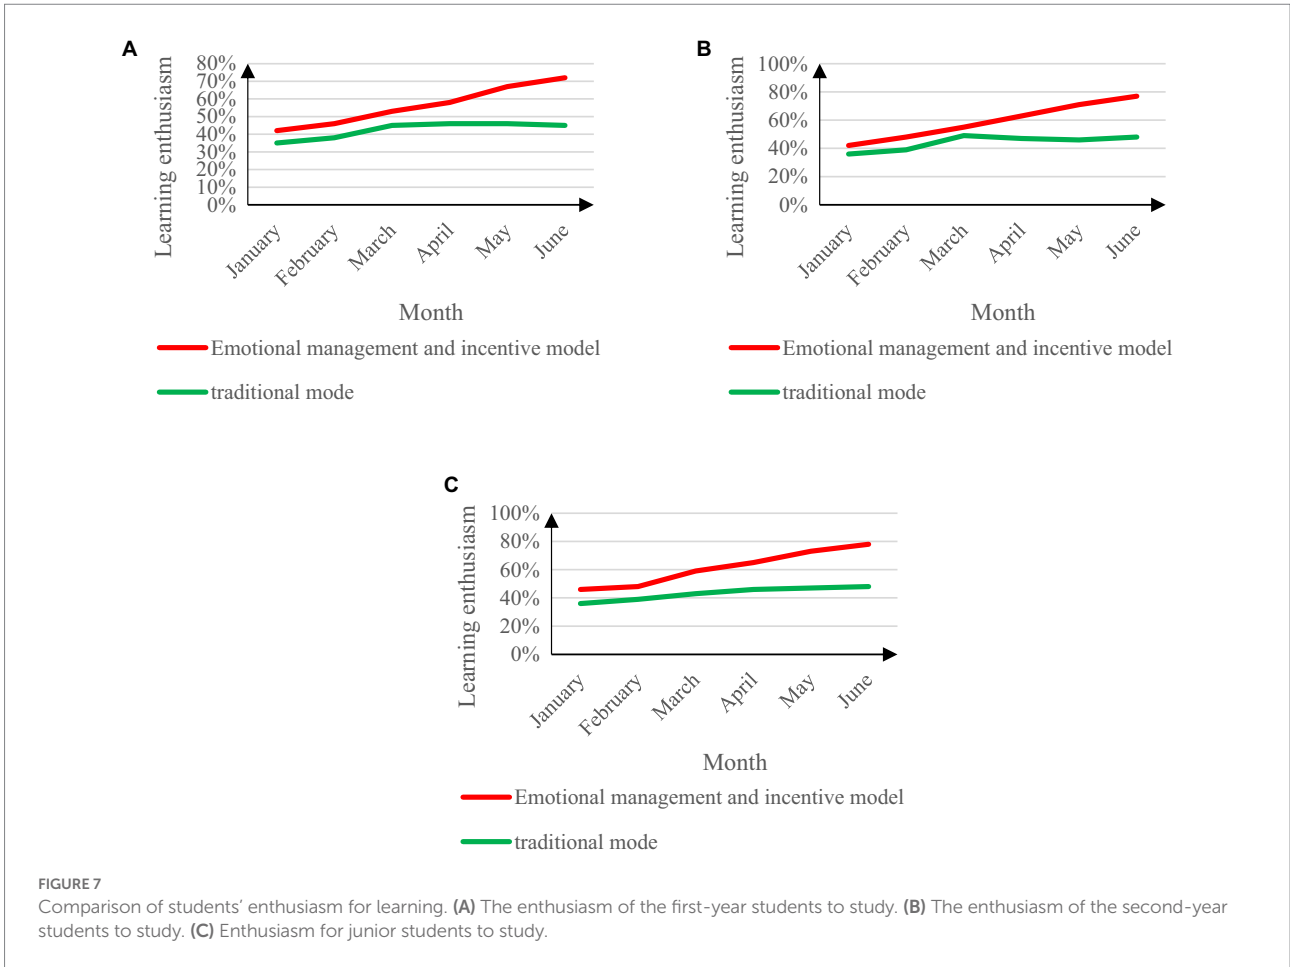 A
Learning enthusiasm
80%
70%
60%
50%
40%
30%
20%
10%
0%
January
February
March
April
May
June
Month
Emotional management and incentive model
traditional mode
B
Learning enthusiasm
100%
80%
60%
40%
20%
0%
January
February
March
April
May
June
Month
Emotional management and incentive model
traditional mode
C
Learning enthusiasm
100%
80%
60%
40%
20%
0%
January
February
March
April
May
June
Month
Emotional management and incentive model
traditional mode
FIGURE 7
Comparison of students' enthusiasm for learning. (A) The enthusiasm of the first-year students to study. (B) The enthusiasm of the second-year
students to study. (C) Enthusiasm for junior students to study.